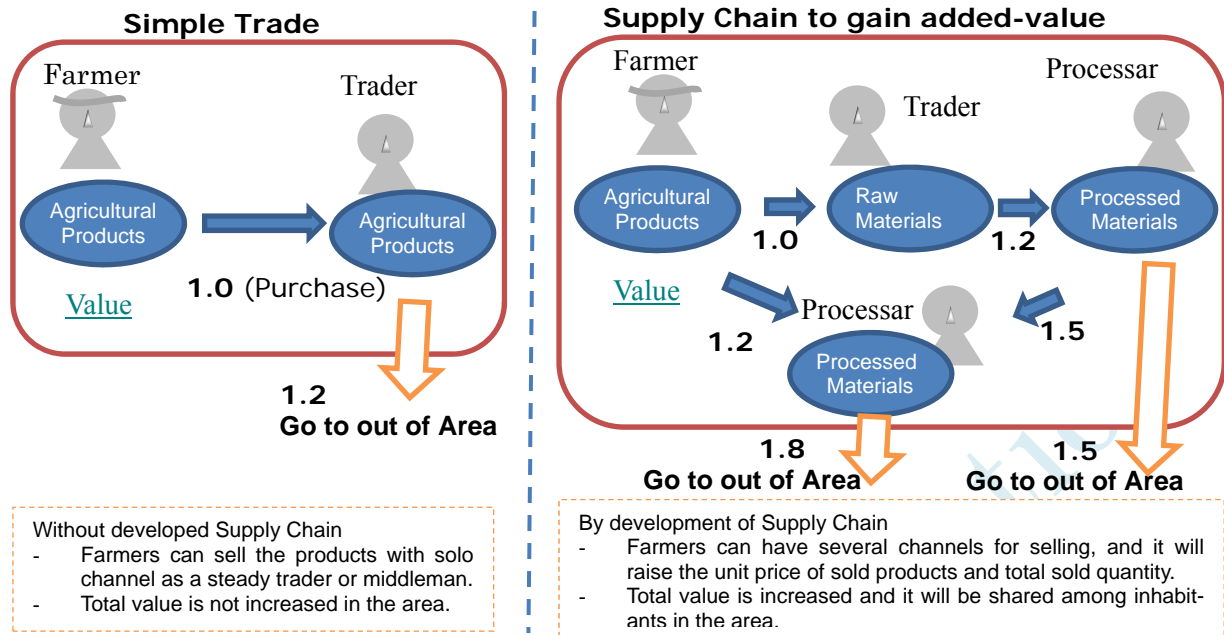 Simple Trade
Farmer
Trader
Agricultural
Products
Agricultural
Products
1.0 (Purchase)
Value
1.2
Go to out of Area
Without developed Supply Chain
- Farmers can sell the products with solo
channel as a steady trader or middleman.
- Total value is not increased in the area.
Supply Chain to gain added-value
Farmer
Trader
Processar
Agricultural
Products
1.0
Raw
Materials
1.2
Processed
Materials
Value
1.2
Processar
1.5
Processed
Materials
1.8
Go to out of Area
1.5
Go to out of Area
By development of Supply Chain
- Farmers can have several channels for selling, and it will
raise the unit price of sold products and total sold quantity.
- Total value is increased and it will be shared among inhabit-
ants in the area.